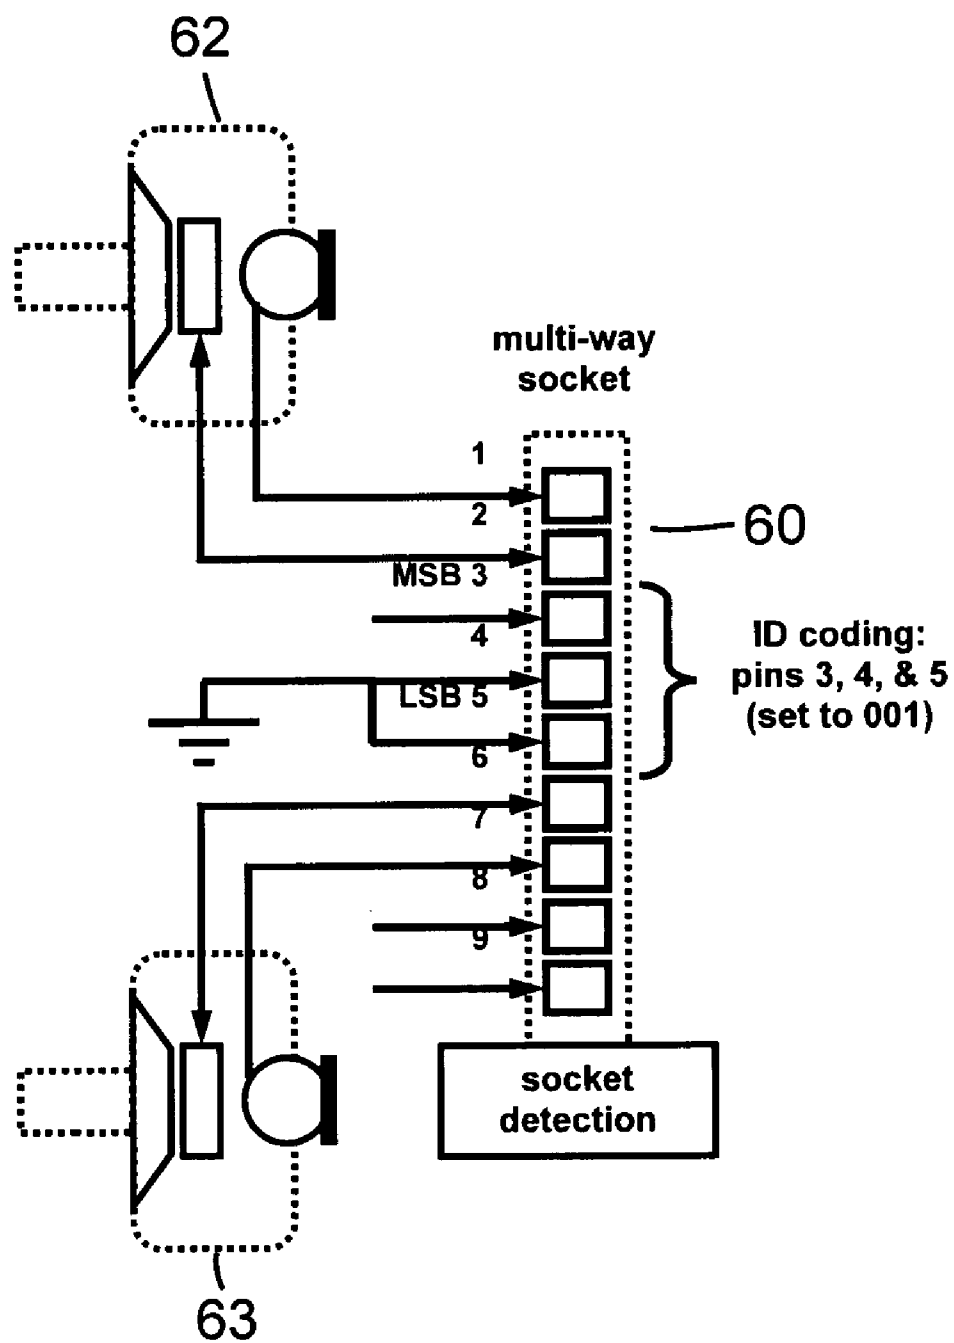 62
multi-way
socket
1
2
60
MSB 3
4
ID coding:
pins 3, 4, & 5
(set to 001)
LSB 5
6
7
8
9
socket
detection
63